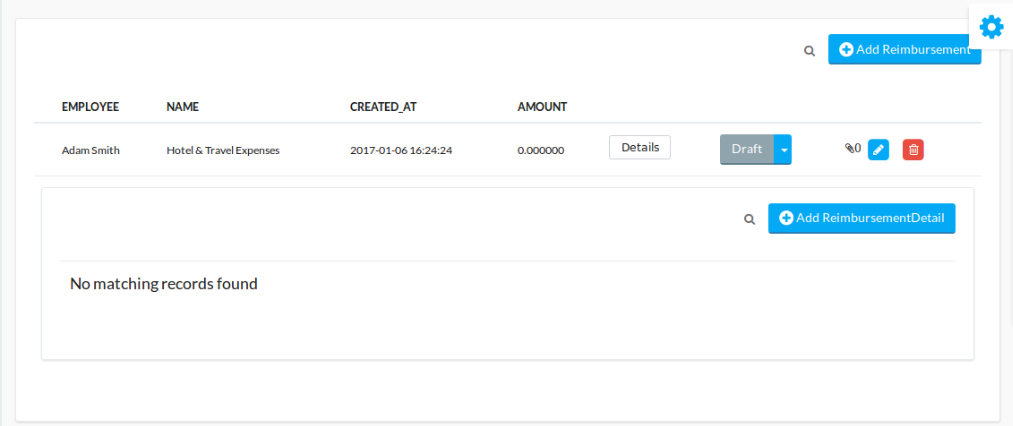 Add Reimbursement
EMPLOYEE NAME CREATED_AT AMOUNT
Adam Smith Hotel & Travel Expenses 2017-01-06 16:24:24 0.000000 Details Draft 0
Add ReimbursementDetail
No matching records found